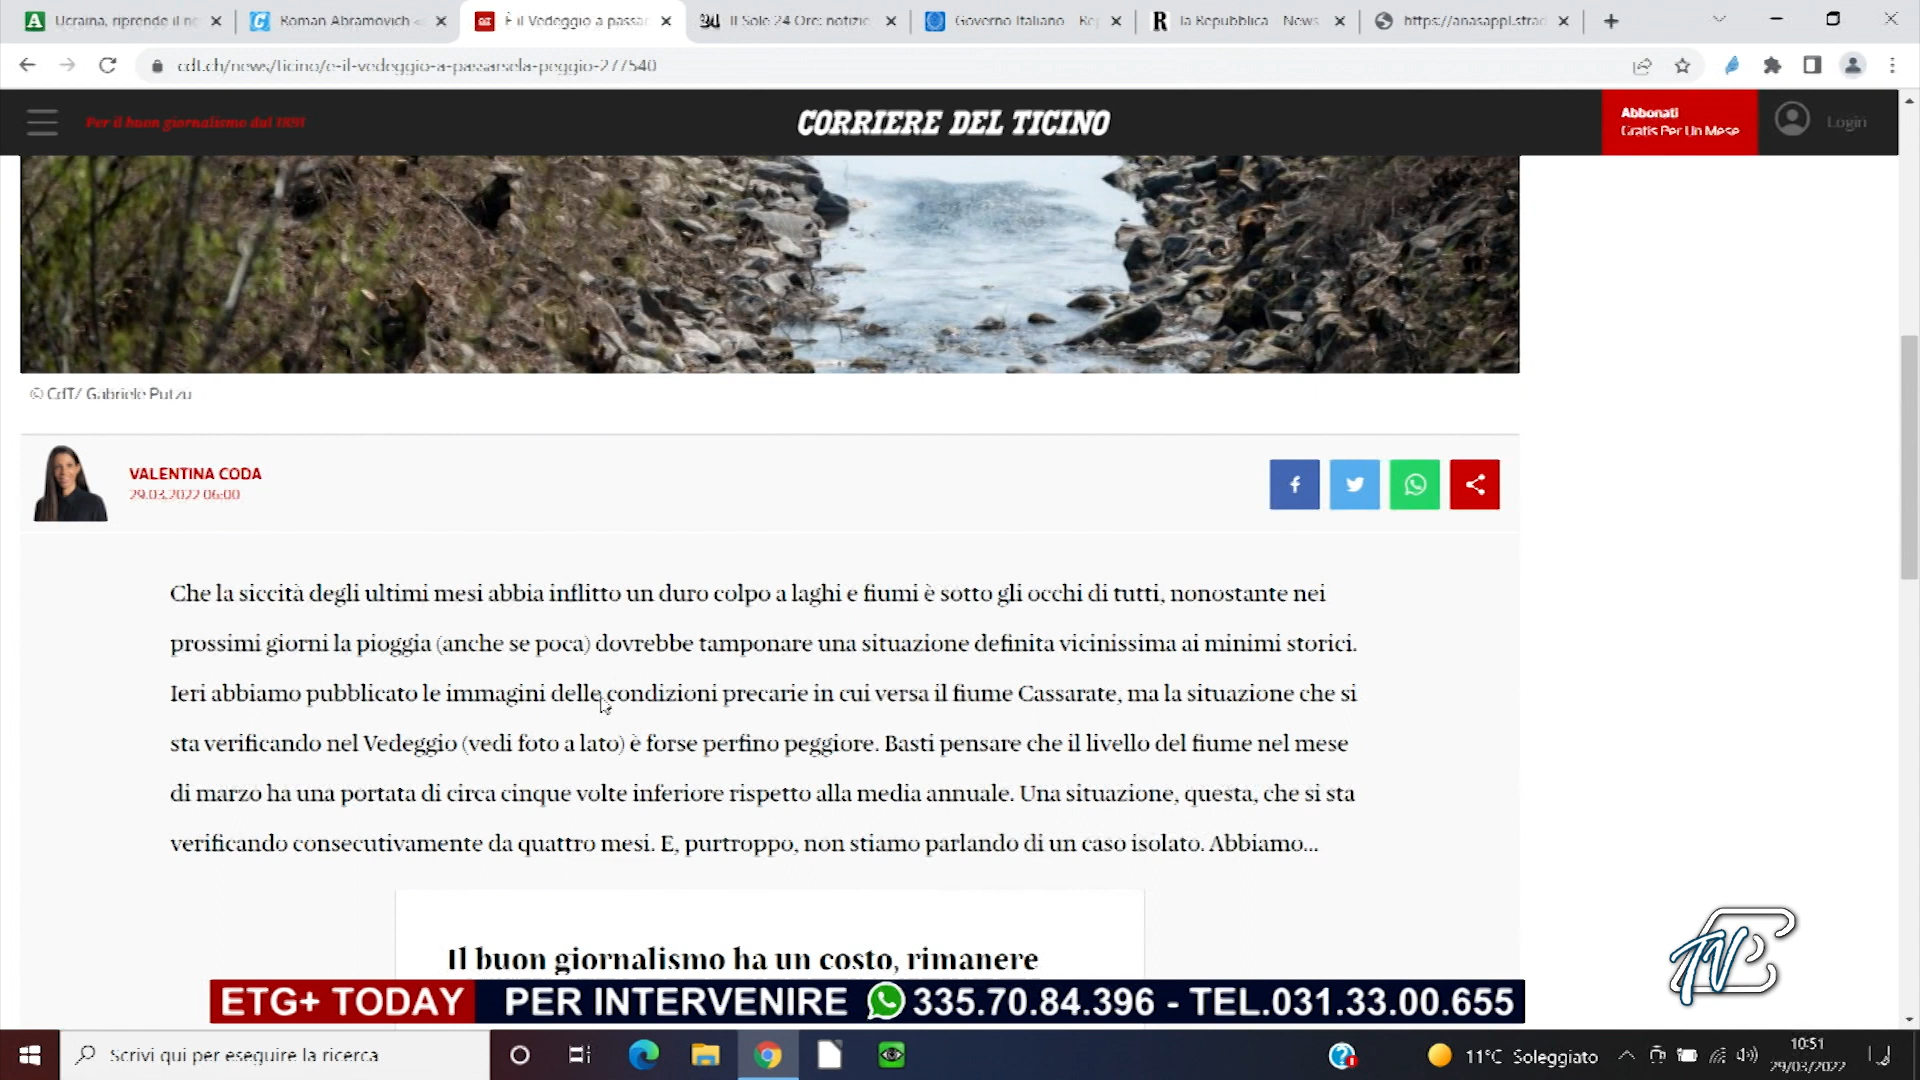 Ucraina, riprende il ne
Roman Abramovich
È il Vedeggio a passar
Il Sole 24 Ore: notizie
Governo Italiano - Rep
la Repubblica - News
https://anasappl.strad
cdt.ch/news/ticino/e-il-vedeggio-a-passarsela-peggio-277540
Per il buon giornalismo dal 1891
CORRIERE DEL TICINO
Abbonati
Gratis Per Un Mese
Login
© CdT/ Gabriele Putzu
VALENTINA CODA
29.03.2022 06:00
Che la siccità degli ultimi mesi abbia inflitto un duro colpo a laghi e fiumi è sotto gli occhi di tutti, nonostante nei
prossimi giorni la pioggia (anche se poca) dovrebbe tamponare una situazione definita vicinissima ai minimi storici.
Ieri abbiamo pubblicato le immagini delle condizioni precarie in cui versa il fiume Cassarate, ma la situazione che si
sta verificando nel Vedeggio (vedi foto a lato) è forse perfino peggiore. Basti pensare che il livello del fiume nel mese
di marzo ha una portata di circa cinque volte inferiore rispetto alla media annuale. Una situazione, questa, che si sta
verificando consecutivamente da quattro mesi. E, purtroppo, non stiamo parlando di un caso isolato. Abbiamo...
Il buon giornalismo ha un costo, rimanere
ETG+ TODAY PER INTERVENIRE 335.70.84.396 - TEL.031.33.00.655
Scrivi qui per eseguire la ricerca
11°C Soleggiato
10:51
29/03/2022